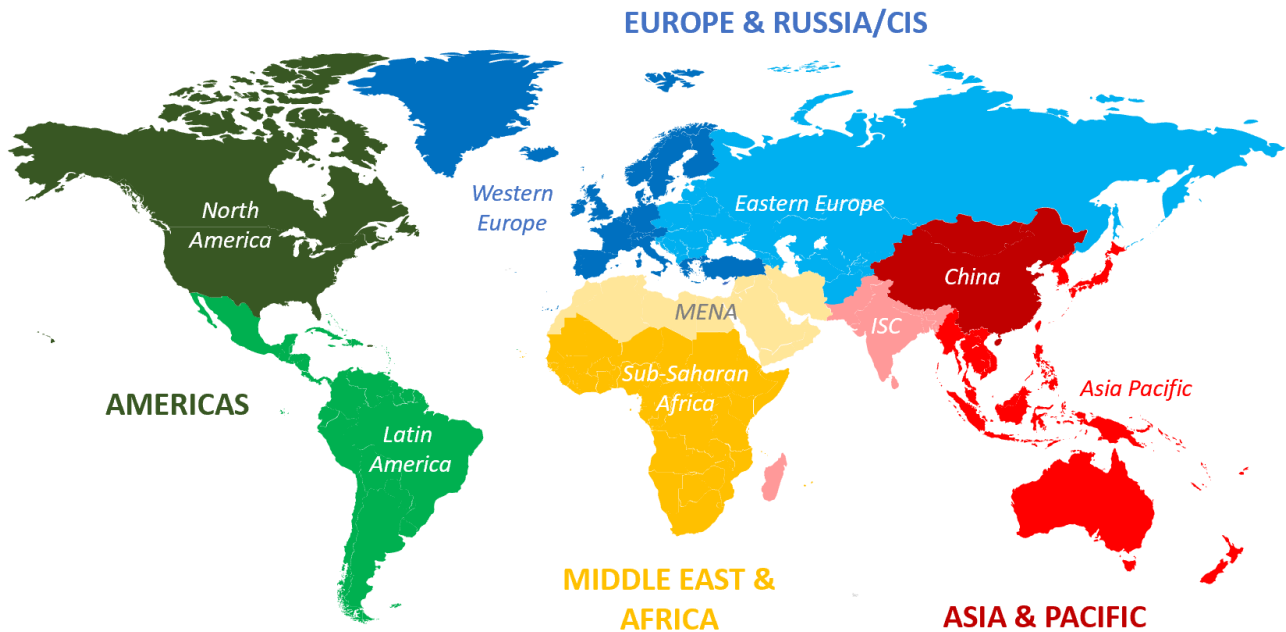 EUROPE & RUSSIA/CIS
Western
Europe
Eastern Europe
North
America
China
MENA
ISC
Sub-Saharan
Africa
Asia Pacific
AMERICAS
Latin
America
MIDDLE EAST &
AFRICA
ASIA & PACIFIC